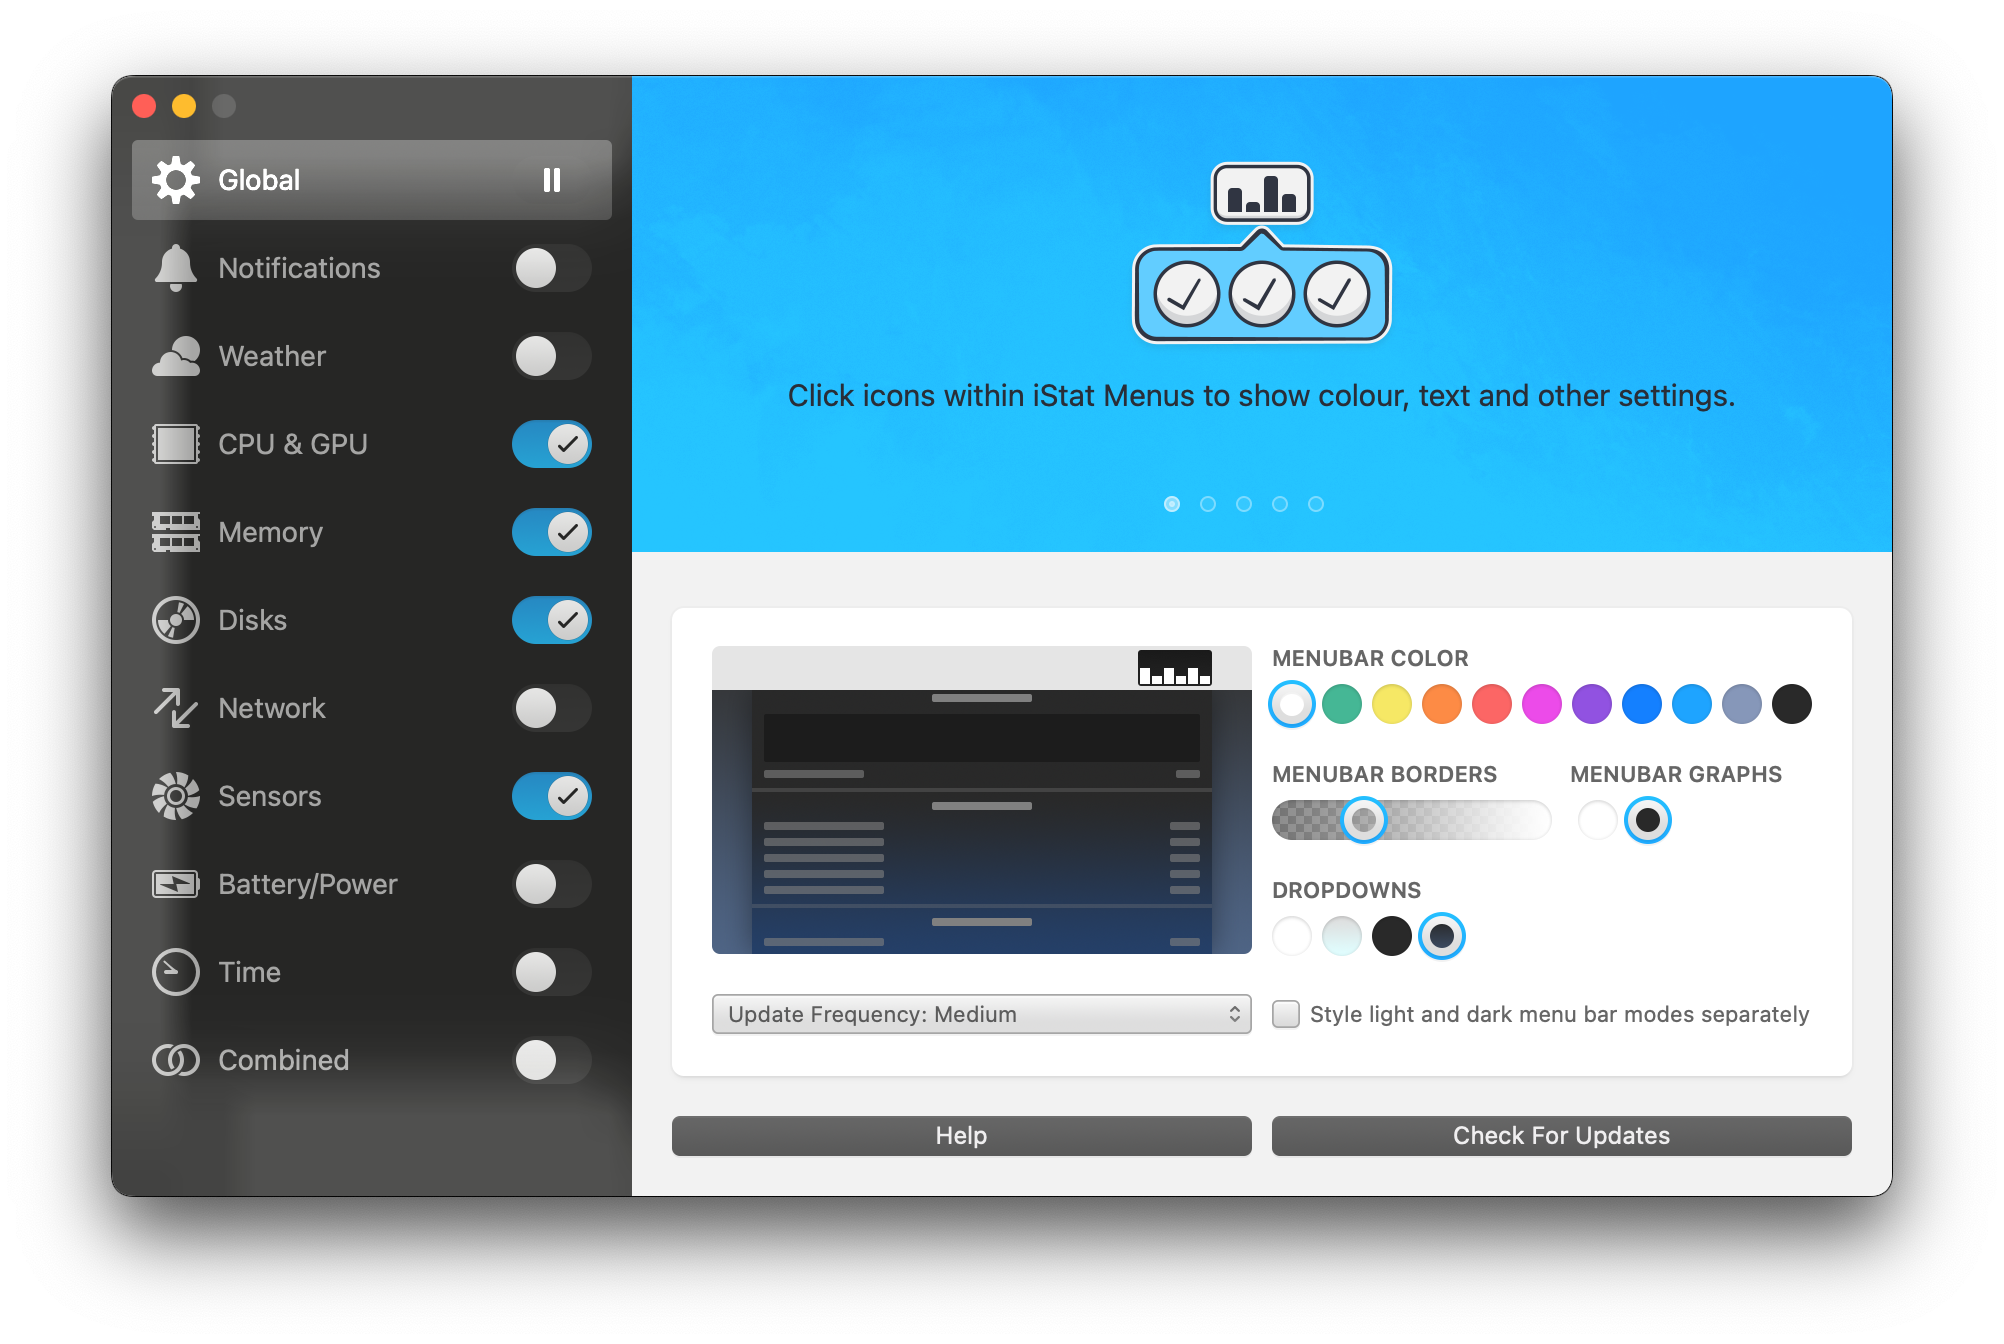 Global
Notifications
Weather
CPU & GPU
Memory
Disks
Network
Sensors
Battery/Power
Time
Combined
Click icons within iStat Menus to show colour, text and other settings.
MENUBAR COLOR
MENUBAR BORDERS
MENUBAR GRAPHS
DROPDOWNS
Update Frequency: Medium
Style light and dark menu bar modes separately
Help
Check For Updates